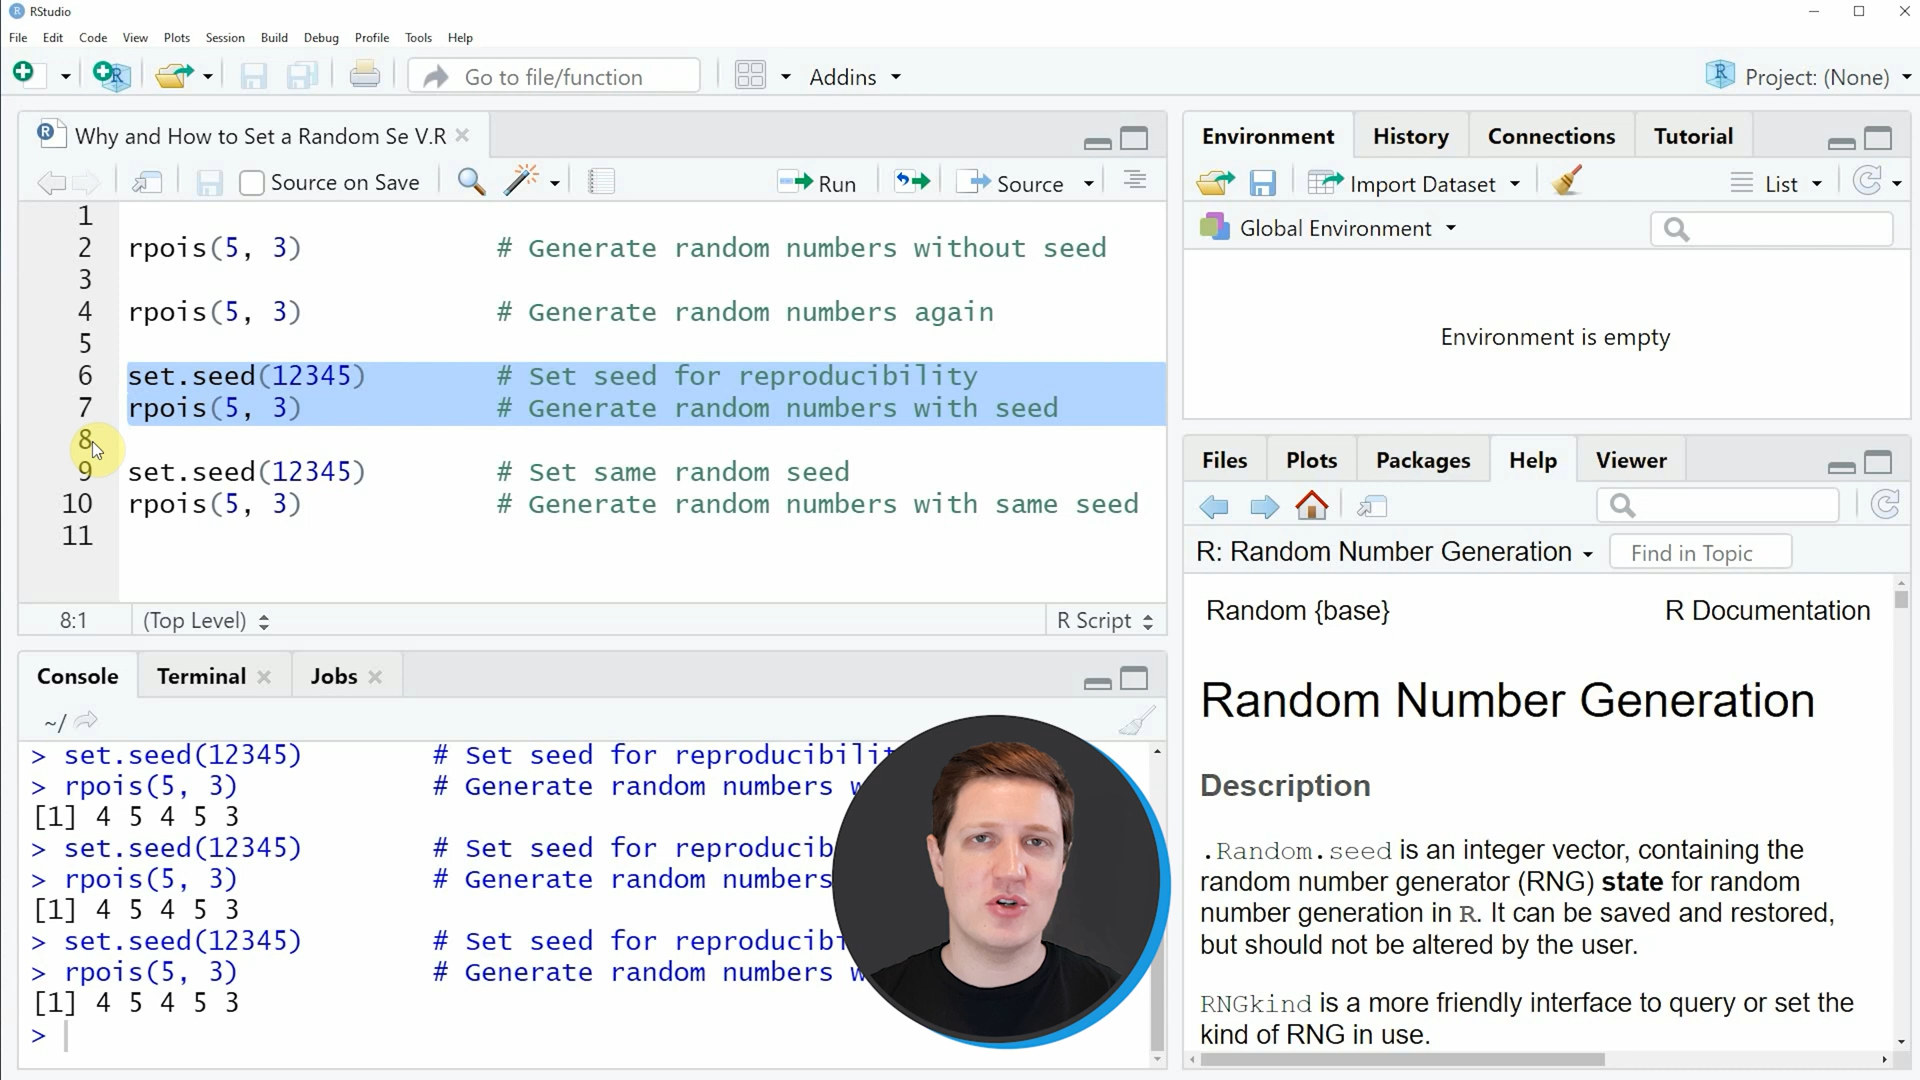 RStudio
File Edit Code View Plots Session Build Debug Profile Tools Help
Go to file/function Addins Project: (None)
Why and How to Set a Random Se V.R
Source on Save Run Source
1
2 rpois(5, 3) # Generate random numbers without seed
3
4 rpois(5, 3) # Generate random numbers again
5
6 set.seed(12345) # Set seed for reproducibility
7 rpois(5, 3) # Generate random numbers with seed
8
9 set.seed(12345) # Set same random seed
10 rpois(5, 3) # Generate random numbers with same seed
11
8:1 (Top Level) R Script
Console Terminal Jobs
~/
> set.seed(12345) # Set seed for
> rpois(5, 3) # Generate random numbers
[1] 4 5 4 5 3
> set.seed(12345) # Set seed for
> rpois(5, 3) # Generate random numbers
[1] 4 5 4 5 3
> set.seed(12345) # Set seed for
> rpois(5, 3) # Generate random numbers
[1] 4 5 4 5 3
>
Environment History Connections Tutorial
Import Dataset List
Global Environment
Environment is empty
Files Plots Packages Help Viewer
R: Random Number Generation Find in Topic
Random {base} R Documentation
Random Number Generation
Description
.Random.seed is an integer vector, containing the
random number generator (RNG) state for random
number generation in R. It can be saved and restored,
but should not be altered by the user.
RNGkind is a more friendly interface to query or set the
kind of RNG in use.